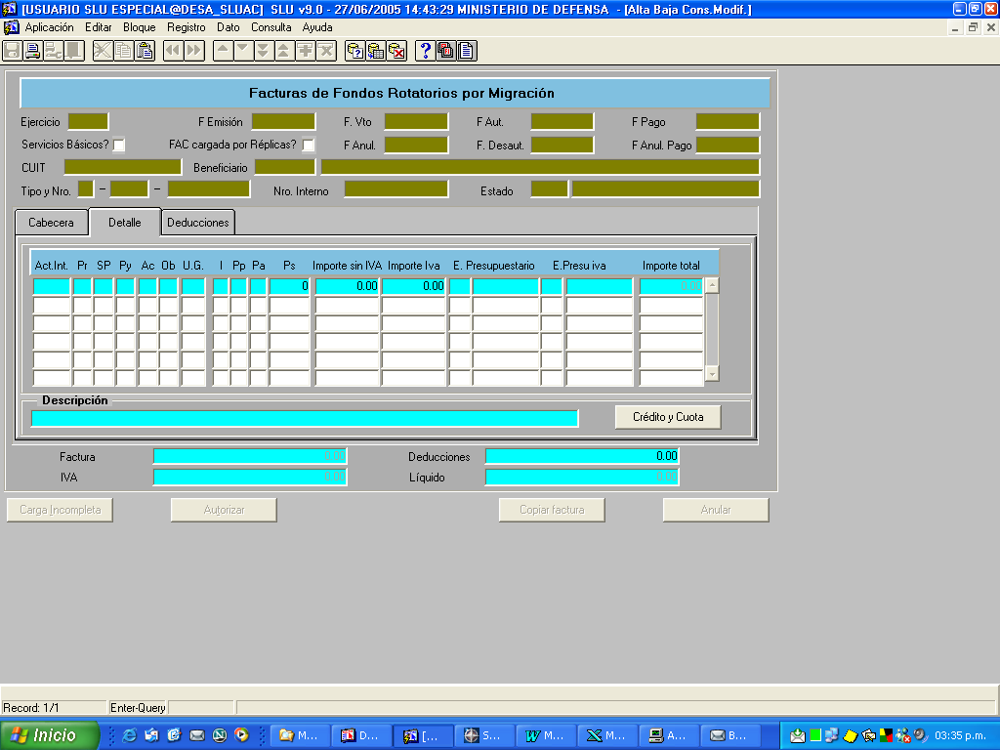 [USUARIO SLU ESPECIAL@DESA_SLUAC]  SLU v9.0 - 27/06/2005 14:43:29 MINISTERIO DE DEFENSA  - [Alta Baja Cons.Modif.]
Aplicación Editar Bloque Registro Dato Consulta Ayuda
Facturas de Fondos Rotatorios por Migración
Ejercicio F Emisión F. Vto F Aut. F Pago
Servicios Básicos? FAC cargada por Réplicas? F Anul. F. Desaut. F Anul. Pago
CUIT Beneficiario
Tipo y Nro. – – Nro. Interno Estado
Cabecera Detalle Deducciones
Act.Int. Pr SP Py Ac Ob U.G. I Pp Pa Ps Importe sin IVA Importe Iva E. Presupuestario E.Presu iva Importe total
0 0.00 0.00 0.00
Descripción
Crédito y Cuota
Factura 0.00 Deducciones 0.00
IVA 0.00 Líquido 0.00
Carga Incompleta Autorizar Copiar factura Anular
Record: 1/1 Enter-Query
Inicio M... D... [... S... M... M... A... B... 03:35 p.m.